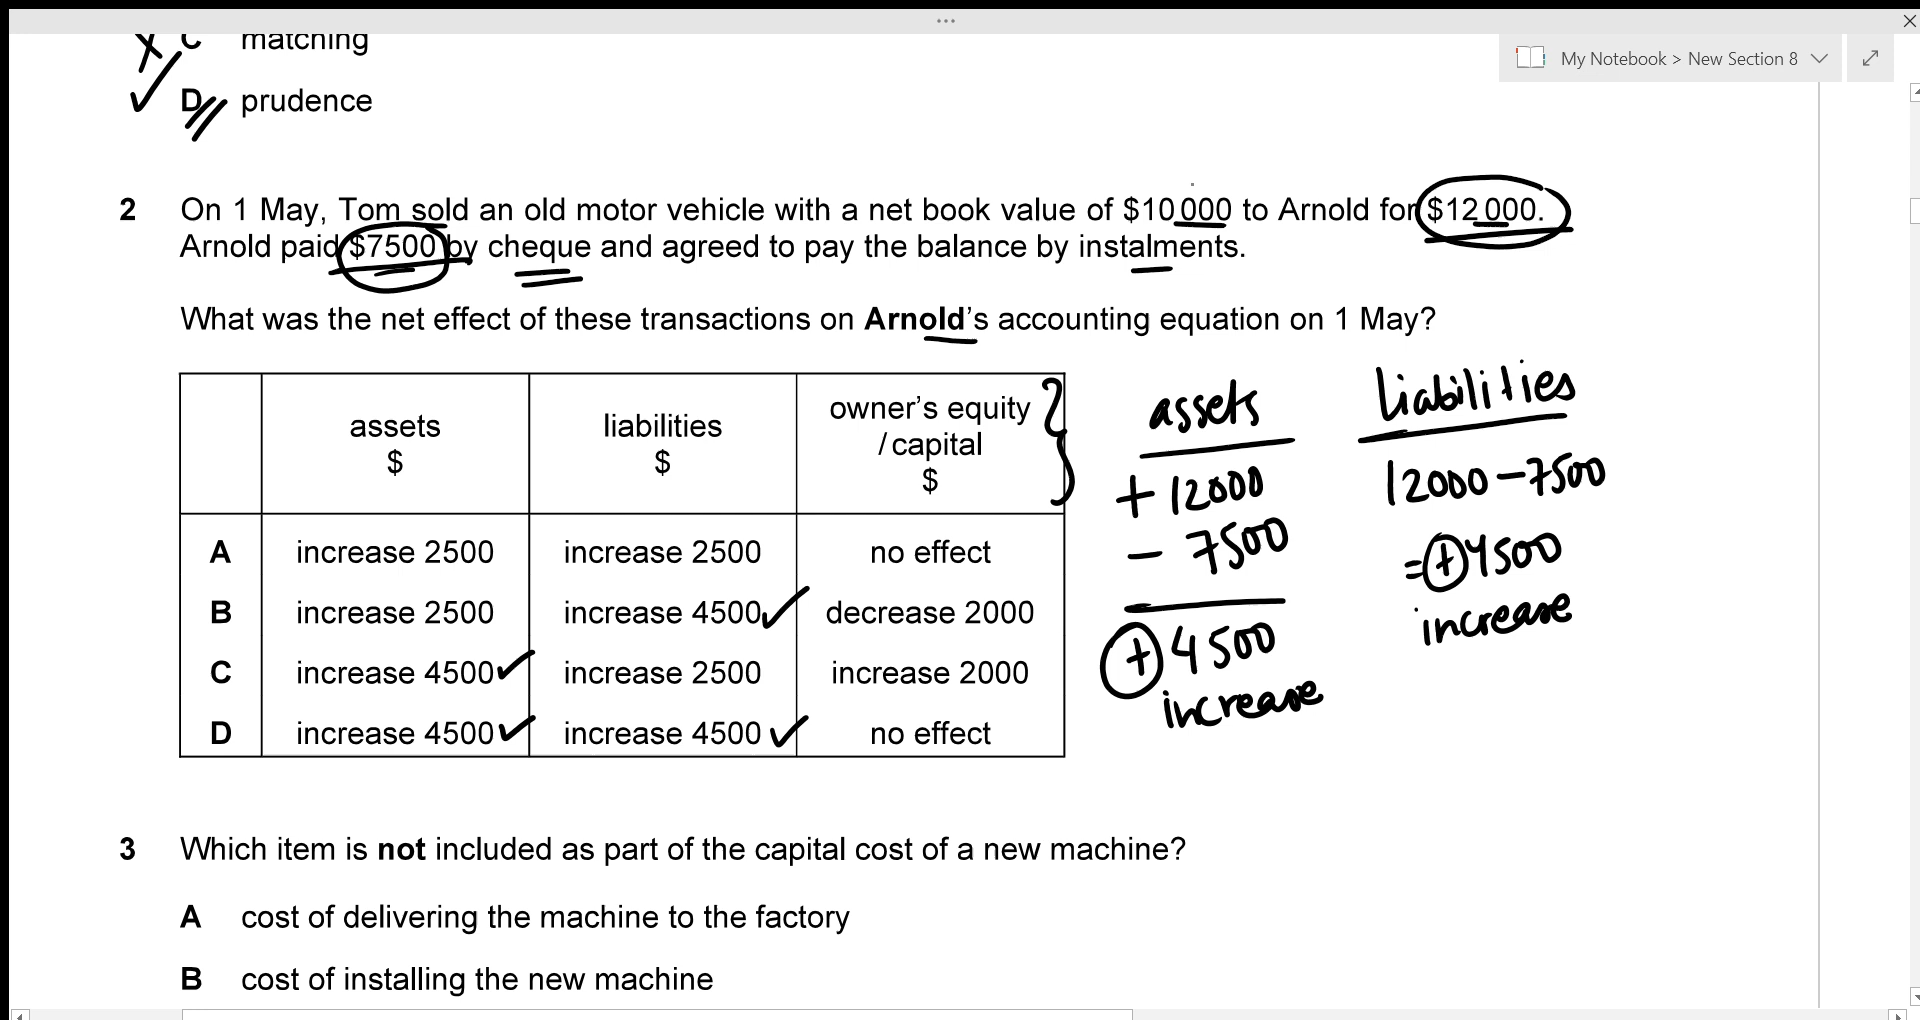 ...
C matching
My Notebook > New Section 8
D prudence
2 On 1 May, Tom sold an old motor vehicle with a net book value of $10 000 to Arnold for $12 000.
Arnold paid $7500 by cheque and agreed to pay the balance by instalments.
What was the net effect of these transactions on Arnold's accounting equation on 1 May?
assets
$
liabilities
$
owner's equity
/ capital
$
A increase 2500 increase 2500 no effect
B increase 2500 increase 4500 decrease 2000
C increase 4500 increase 2500 increase 2000
D increase 4500 increase 4500 no effect
assets
+ 12000
- 7500
+ 4500
increase
liabilities
12000 - 7500
= + 4500
increase
3 Which item is not included as part of the capital cost of a new machine?
A cost of delivering the machine to the factory
B cost of installing the new machine